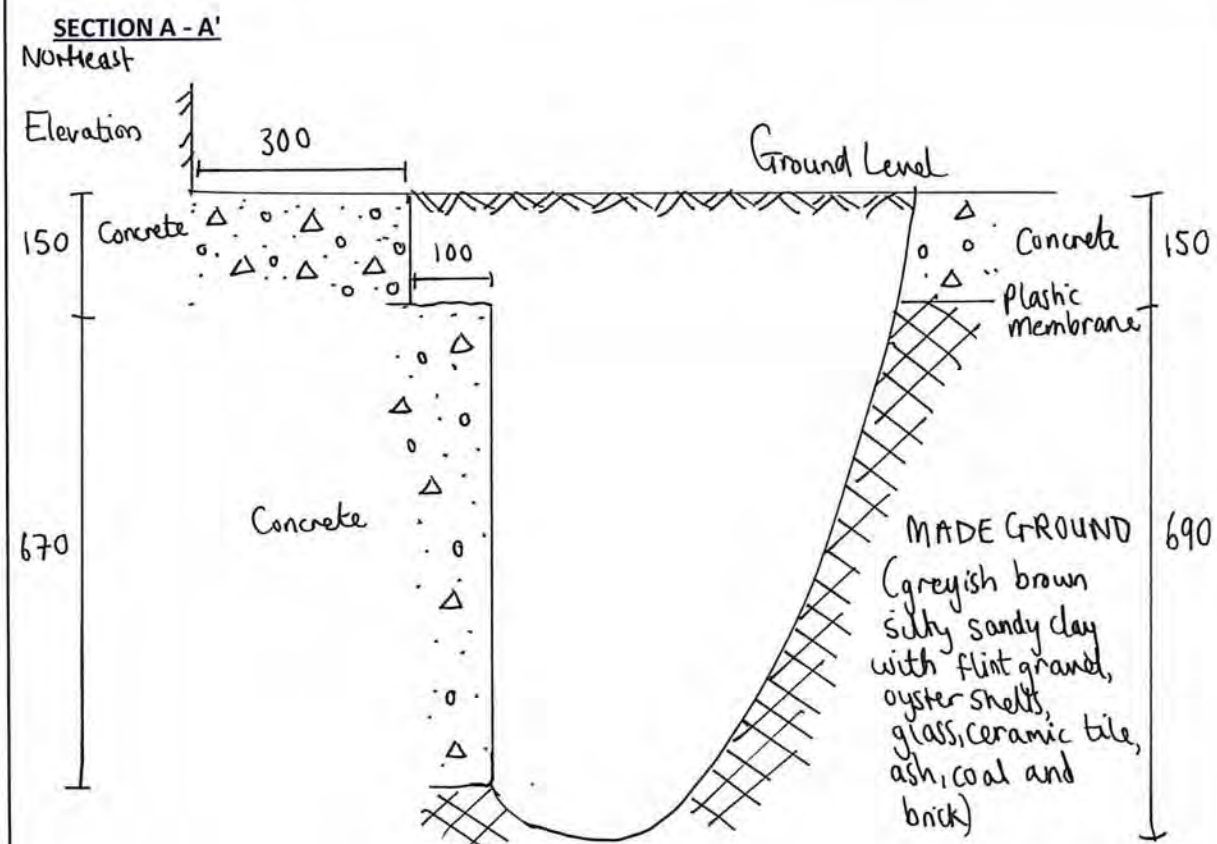 SECTION A - A'
Northeast
Elevation
300
Ground Level
150
Concrete
100
Concrete
150
Plastic
membrane
Concrete
670
MADE GROUND
690
(greyish brown
silty sandy clay
with flint gravel,
oyster shells,
glass, ceramic tile,
ash, coal and
brick)